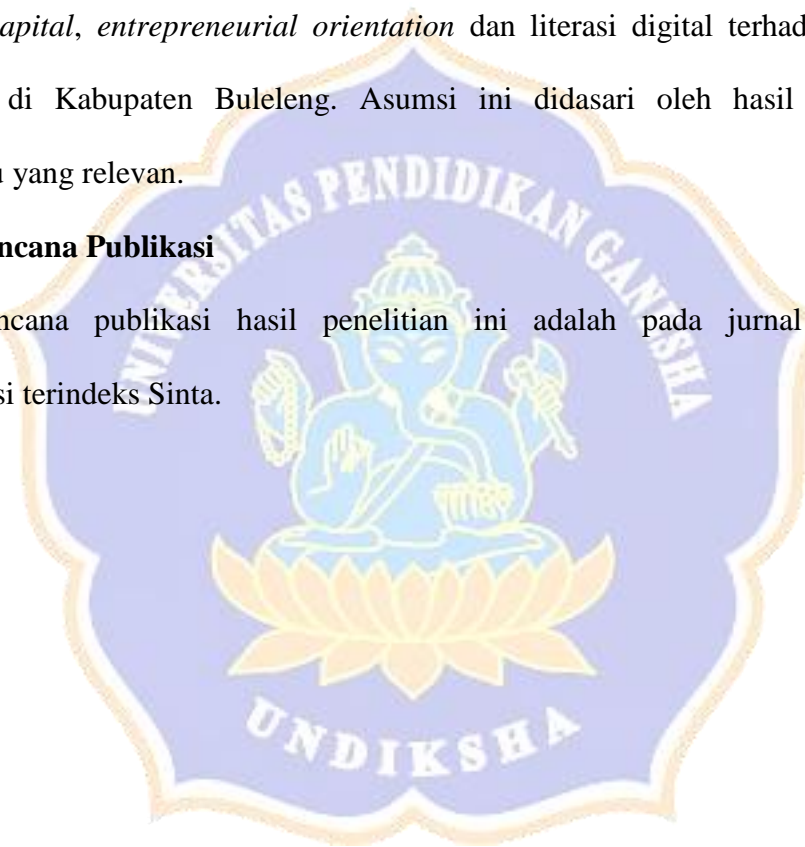 apital, entrepreneurial orientation dan literasi digital terhad
di Kabupaten Buleleng. Asumsi ini didasari oleh hasil
u yang relevan.
ncana Publikasi
ncana publikasi hasil penelitian ini adalah pada jurnal
si terindeks Sinta.
UNIVERSITAS PENDIDIKAN GANESHA
UNDIKSHA